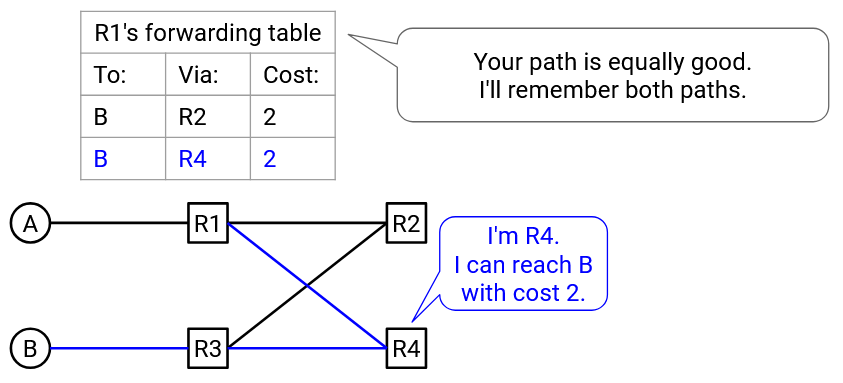 R1's forwarding table
To: Via: Cost:
B R2 2
B R4 2
Your path is equally good.
I'll remember both paths.
A R1 R2
I'm R4.
I can reach B
with cost 2.
B R3 R4